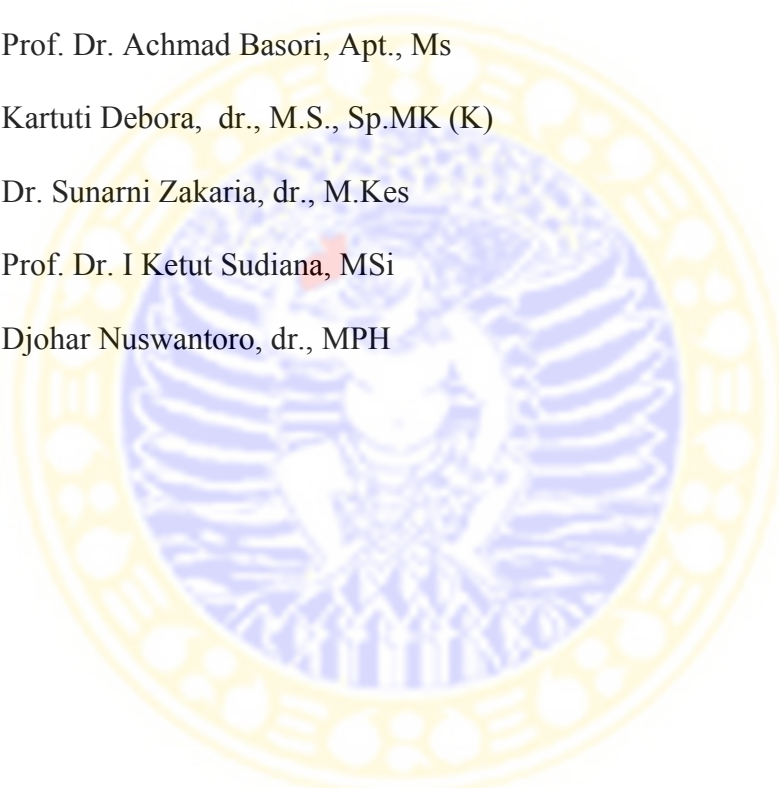 Prof. Dr. Achmad Basori, Apt., Ms
Kartuti Debora,  dr., M.S., Sp.MK (K)
Dr. Sunarni Zakaria, dr., M.Kes
Prof. Dr. I Ketut Sudiana, MSi
Djohar Nuswantoro, dr., MPH